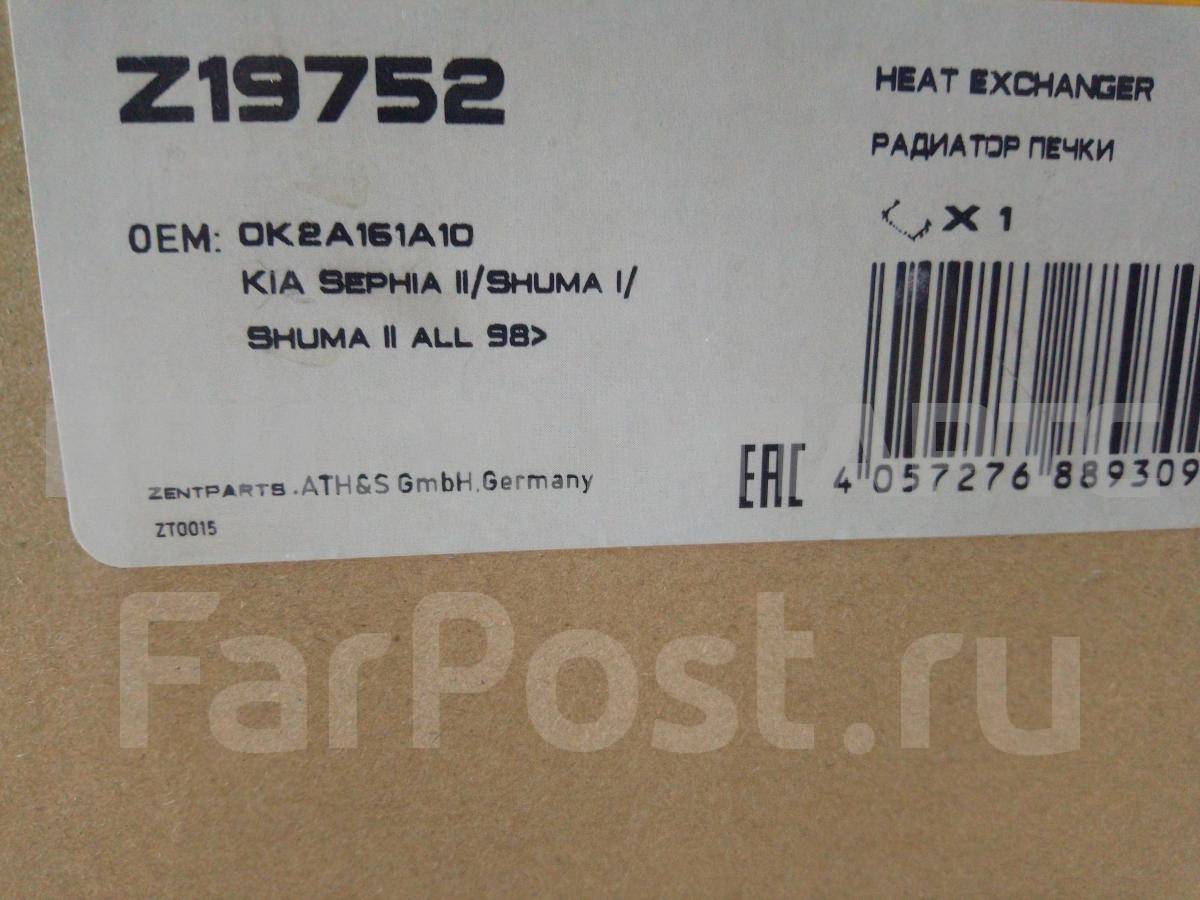 Z19752
HEAT EXCHANGER
РАДИАТОР ПЕЧКИ
X 1
OEM: 0K2A161A10
KIA SEPHIA II/SHUMA I/
SHUMA II ALL 98>
EAC
4 057276 889309
ZENTPARTS.ATH&S GmbH,Germany
ZT0015
FarPost.ru